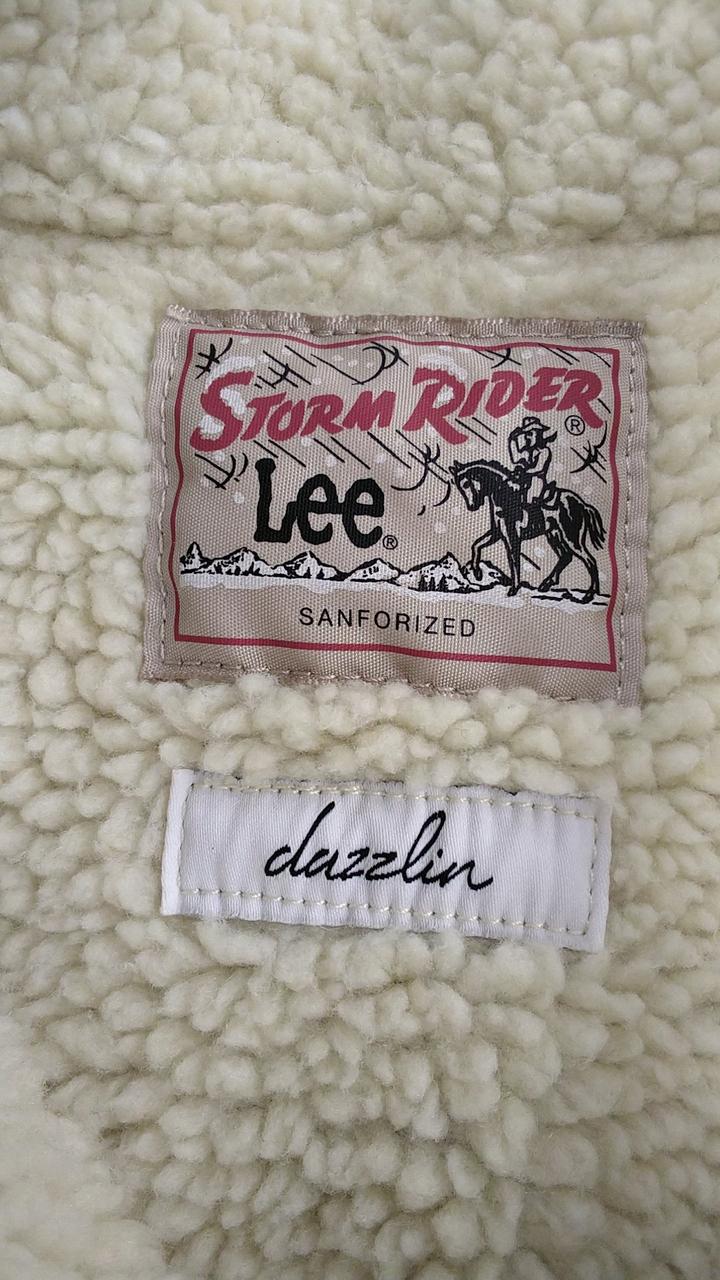 STORM RIDER®
Lee®
SANFORIZED
dazzlin